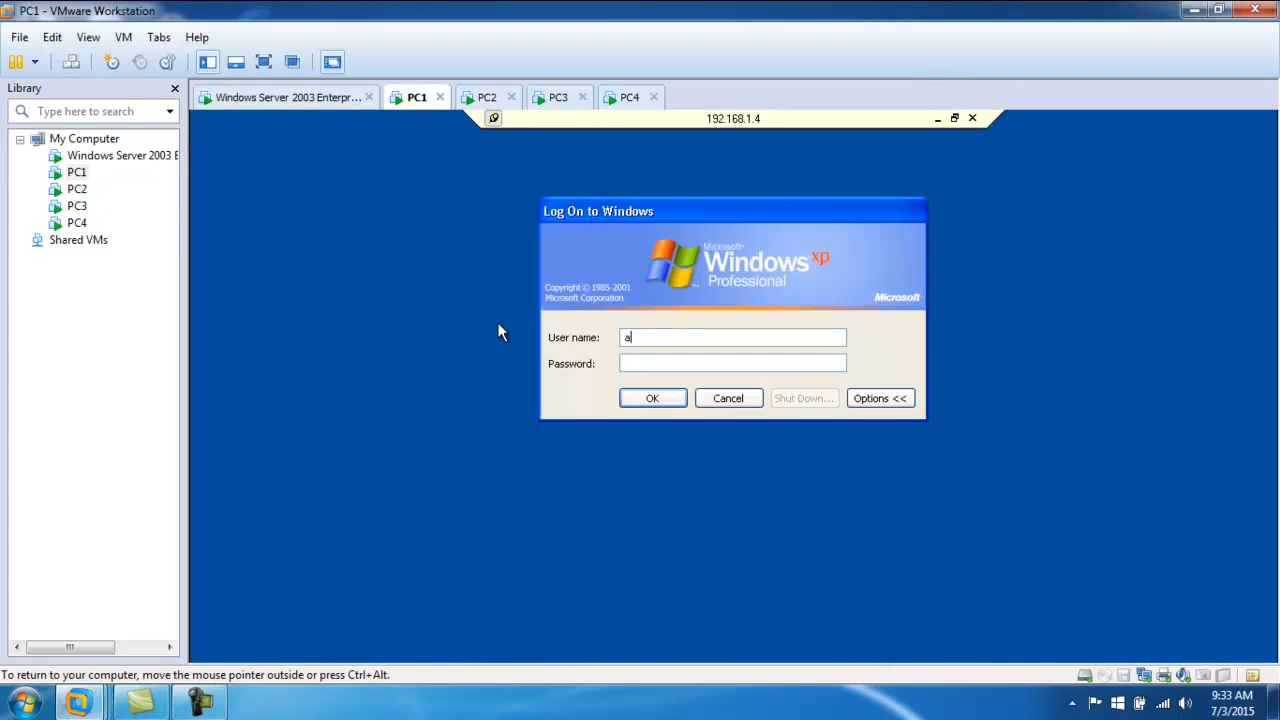 PC1 - VMware Workstation
File Edit View VM Tabs Help
Library
Type here to search
My Computer
Windows Server 2003 E
PC1
PC2
PC3
PC4
Shared VMs
Windows Server 2003 Enterpr... PC1 PC2 PC3 PC4
192.168.1.4
Log On to Windows
Microsoft
Windows xp
Professional
Copyright © 1985-2001
Microsoft Corporation
Microsoft
User name: a
Password:
OK Cancel Shut Down... Options <<
To return to your computer, move the mouse pointer outside or press Ctrl+Alt.
9:33 AM
7/3/2015